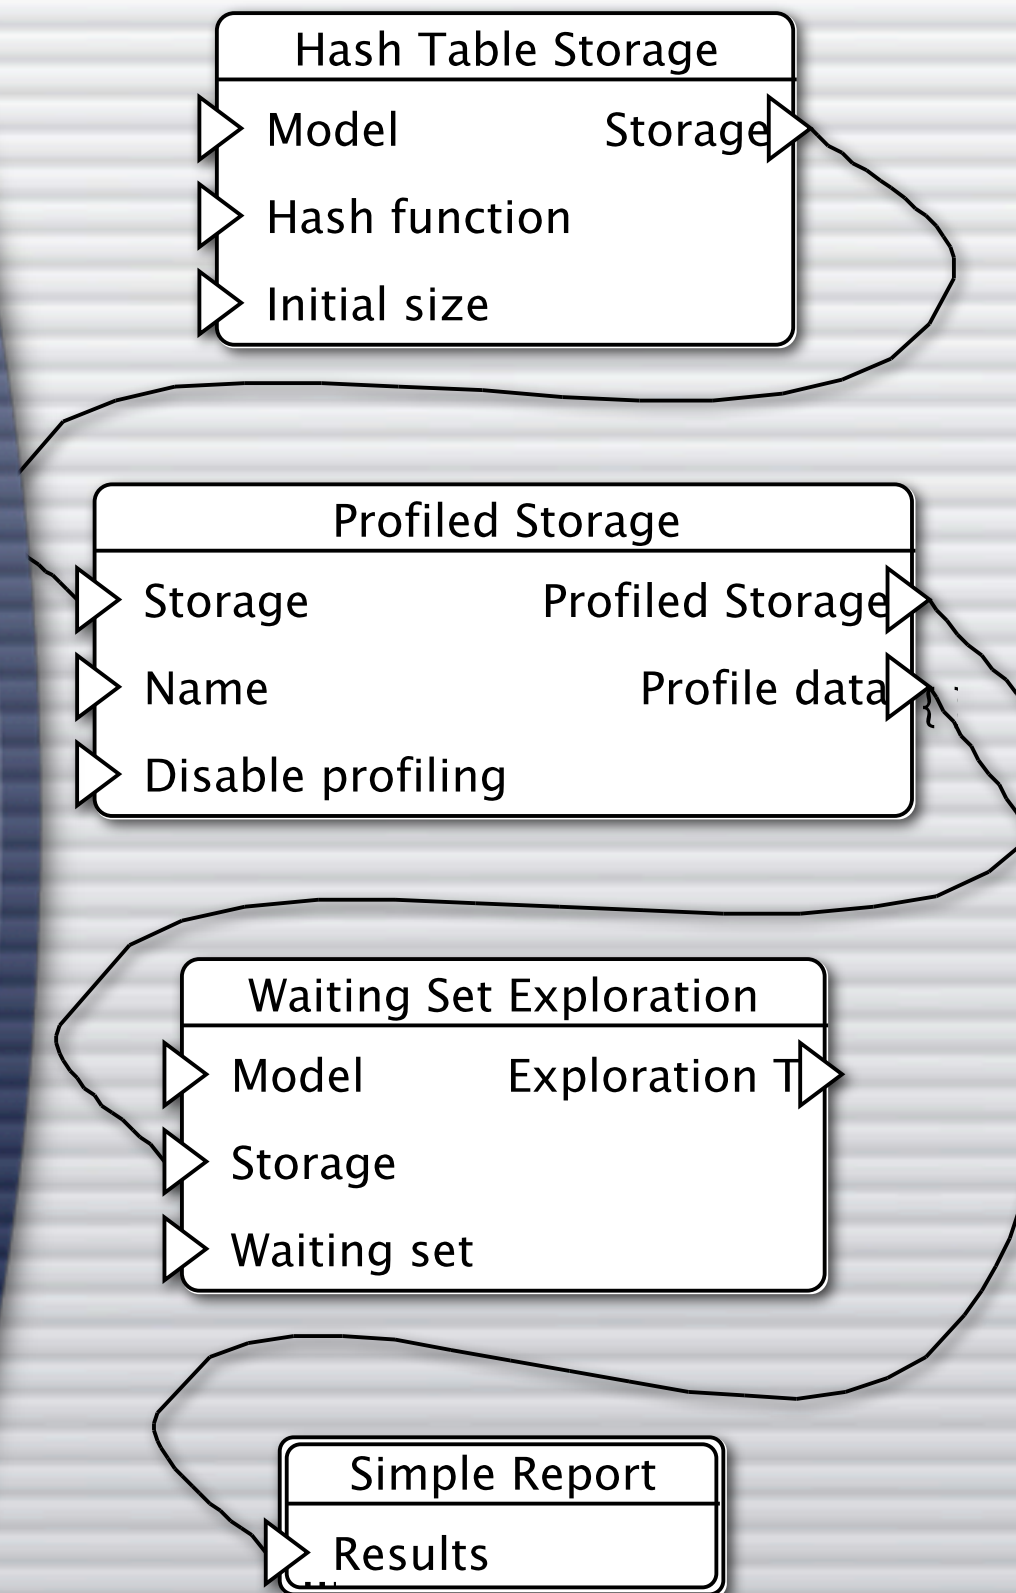 Hash Table Storage
Model Storage
Hash function
Initial size
Profiled Storage
Storage Profiled Storage
Name Profile data
Disable profiling
Waiting Set Exploration
Model Exploration T
Storage
Waiting set
Simple Report
Results